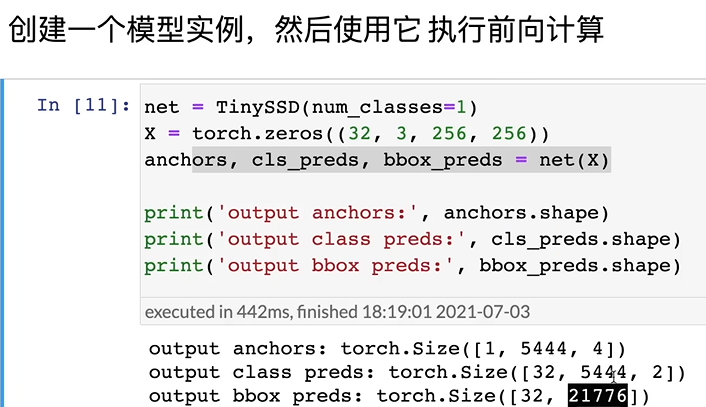 创建一个模型实例，然后使用它 执行前向计算
In [11]: net = TinySSD(num_classes=1)
X = torch.zeros((32, 3, 256, 256))
anchors, cls_preds, bbox_preds = net(X)
print('output anchors:', anchors.shape)
print('output class preds:', cls_preds.shape)
print('output bbox preds:', bbox_preds.shape)
executed in 442ms, finished 18:19:01 2021-07-03
output anchors: torch.Size([1, 5444, 4])
output class preds: torch.Size([32, 5444, 2])
output bbox preds: torch.Size([32, 21776])